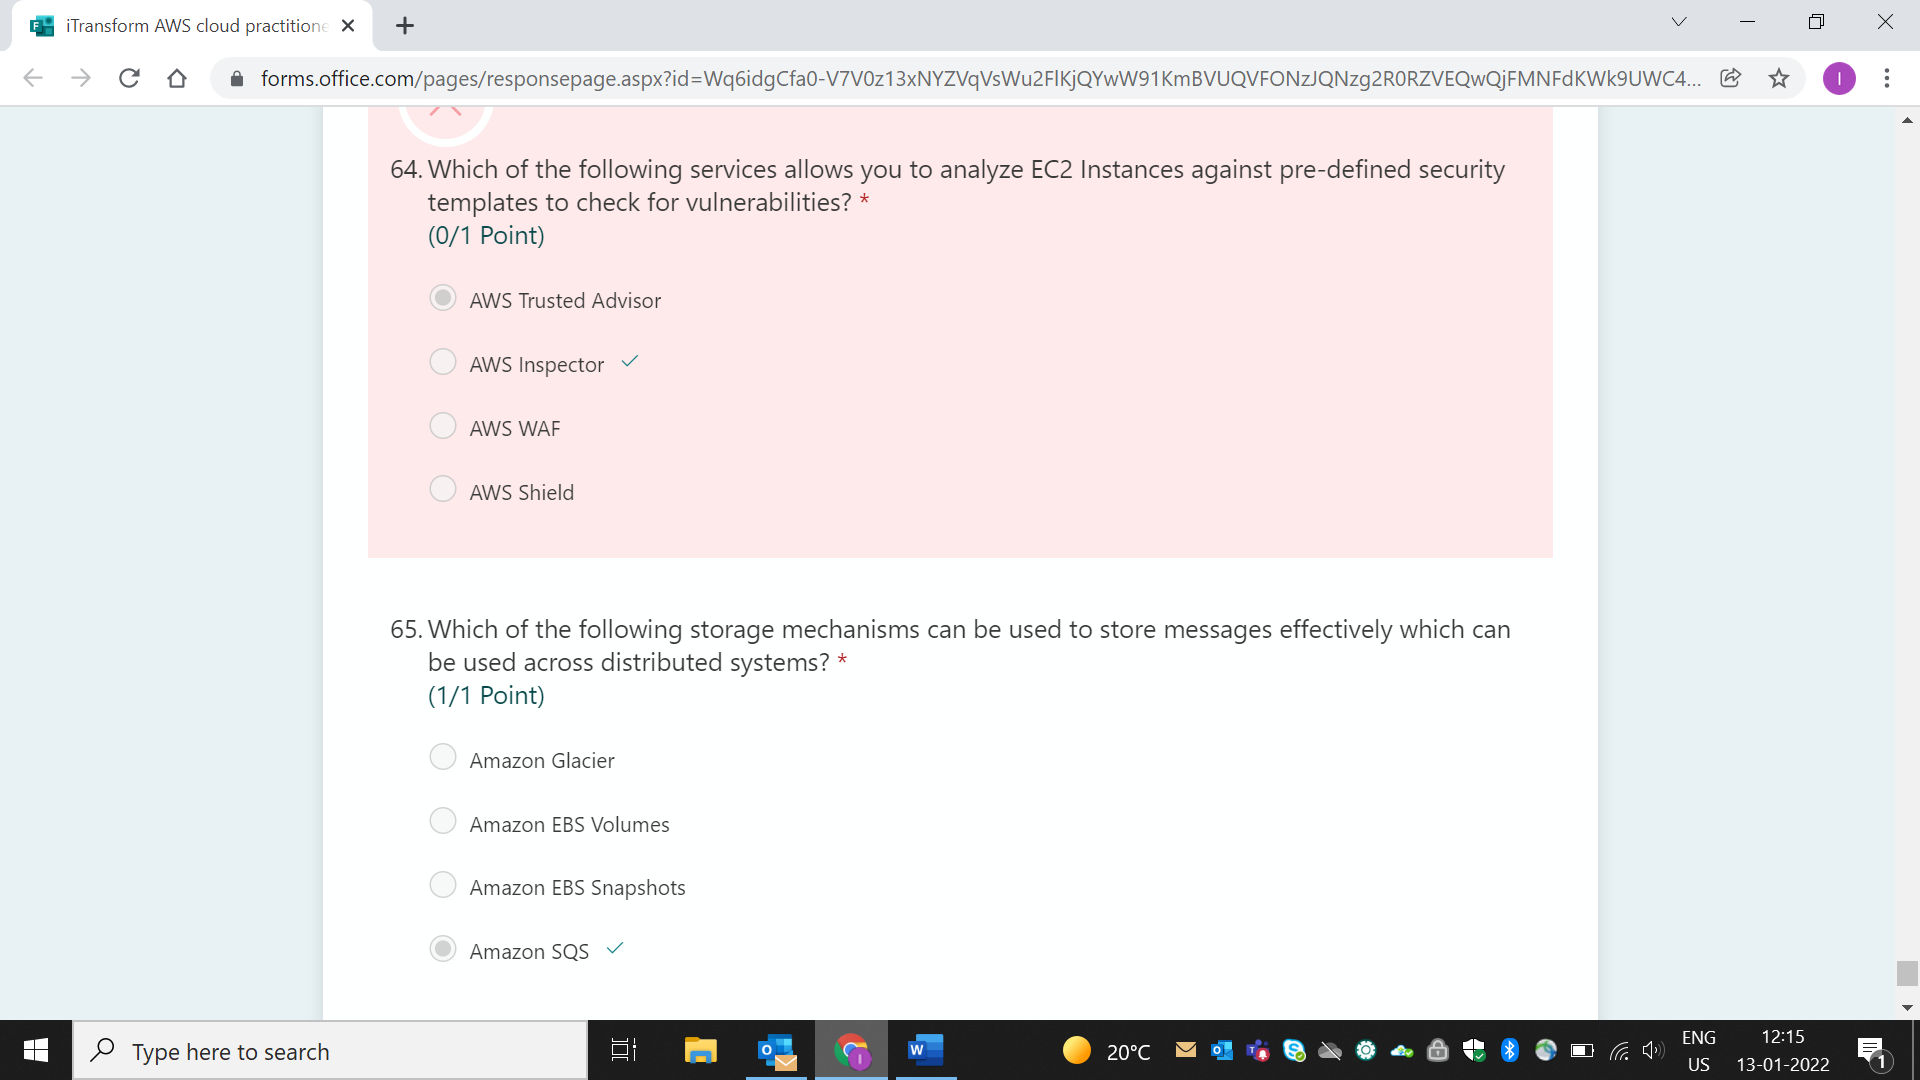 iTransform AWS cloud practitione
forms.office.com/pages/responsepage.aspx?id=Wq6idgCfa0-V7V0z13xNYZVqVsWu2FlKjQYwW91KmBVUQVFONzJQNzg2R0RZVEQwQjFMNFdKWk9UWC4...
I
64. Which of the following services allows you to analyze EC2 Instances against pre-defined security
templates to check for vulnerabilities? *
(0/1 Point)
AWS Trusted Advisor
AWS Inspector
AWS WAF
AWS Shield
65. Which of the following storage mechanisms can be used to store messages effectively which can
be used across distributed systems? *
(1/1 Point)
Amazon Glacier
Amazon EBS Volumes
Amazon EBS Snapshots
Amazon SQS
Type here to search
20°C
ENG
US
12:15
13-01-2022
1